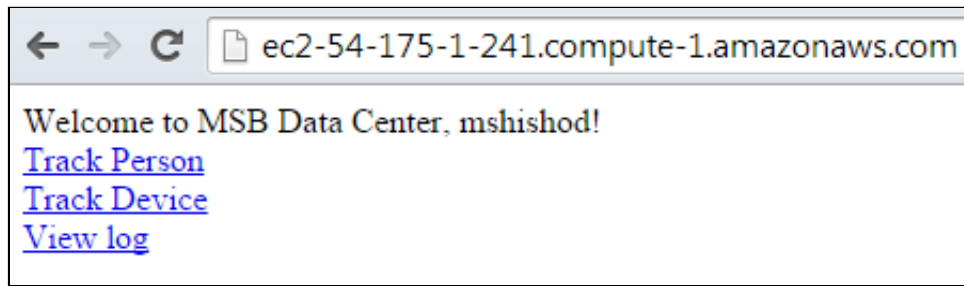 ec2-54-175-1-241.compute-1.amazonaws.com
Welcome to MSB Data Center, mshishod!
Track Person
Track Device
View log